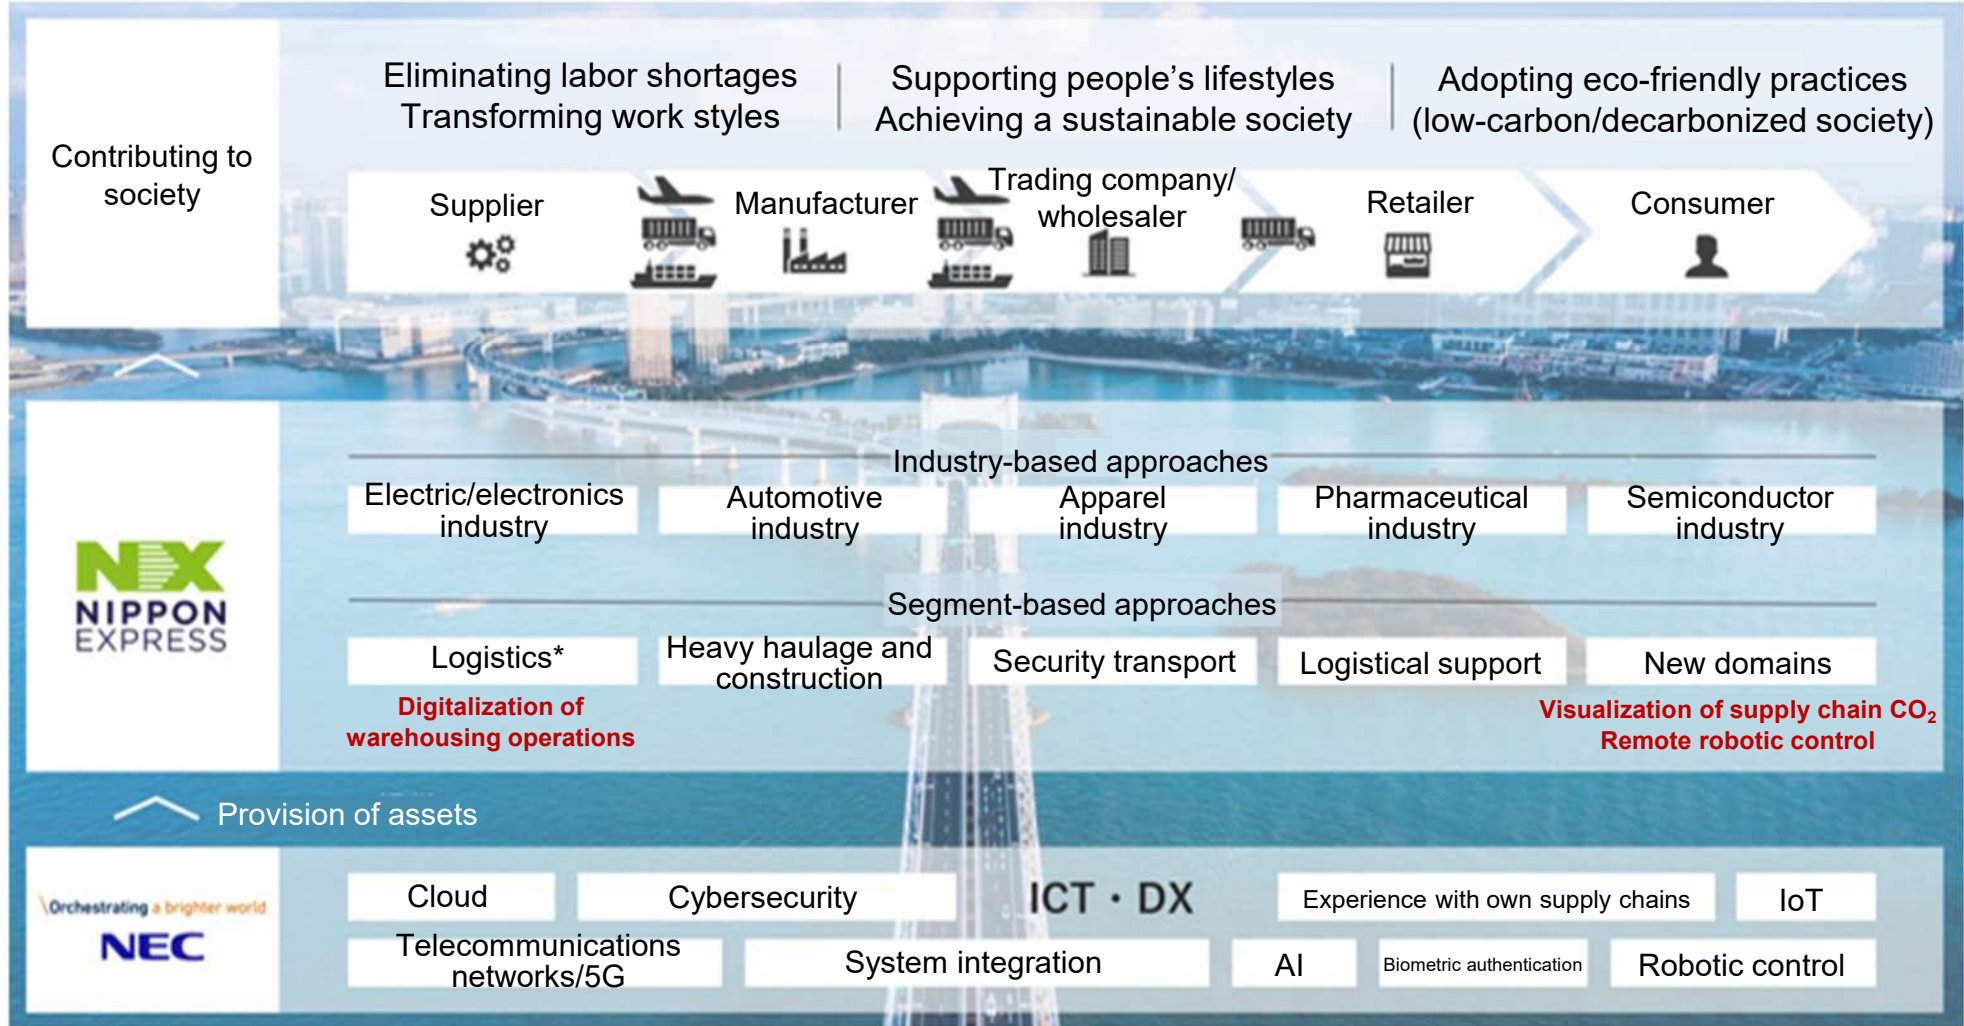 Eliminating labor shortages
Transforming work styles
Supporting people’s lifestyles
Achieving a sustainable society
Adopting eco-friendly practices
(low-carbon/decarbonized society)
Contributing to
society
Supplier
Manufacturer
Trading company/
wholesaler
Retailer
Consumer
Industry-based approaches
Electric/electronics
industry
Automotive
industry
Apparel
industry
Pharmaceutical
industry
Semiconductor
industry
NX
NIPPON
EXPRESS
Segment-based approaches
Logistics*
Heavy haulage and
construction
Security transport
Logistical support
New domains
Digitalization of
warehousing operations
Visualization of supply chain CO₂
Remote robotic control
Provision of assets
\Orchestrating a brighter world
NEC
Cloud
Cybersecurity
ICT・DX
Experience with own supply chains
IoT
Telecommunications
networks/5G
System integration
AI
Biometric authentication
Robotic control